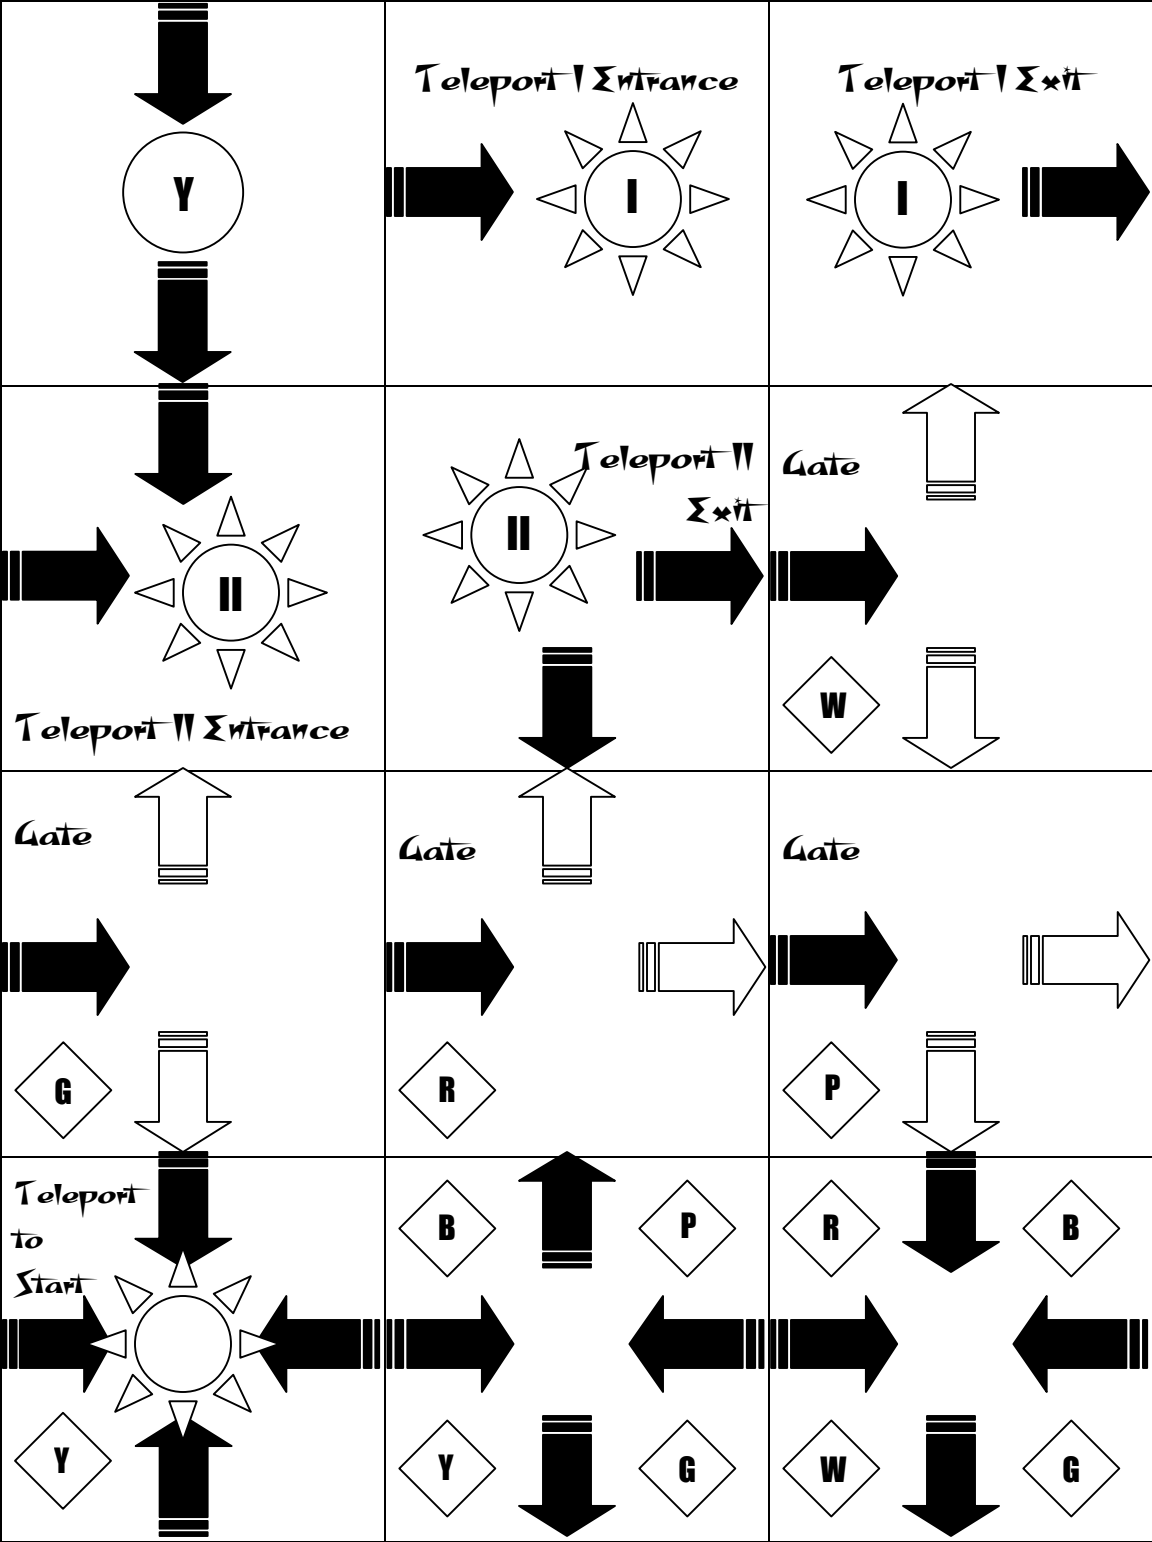 Y
Teleport I Entrance
I
Teleport I Exit
I
II
Teleport II Entrance
Teleport II
Exit
II
Gate
W
Gate
G
Gate
R
Gate
P
Teleport
to
Start
Y
B
P
Y
G
R
B
W
G